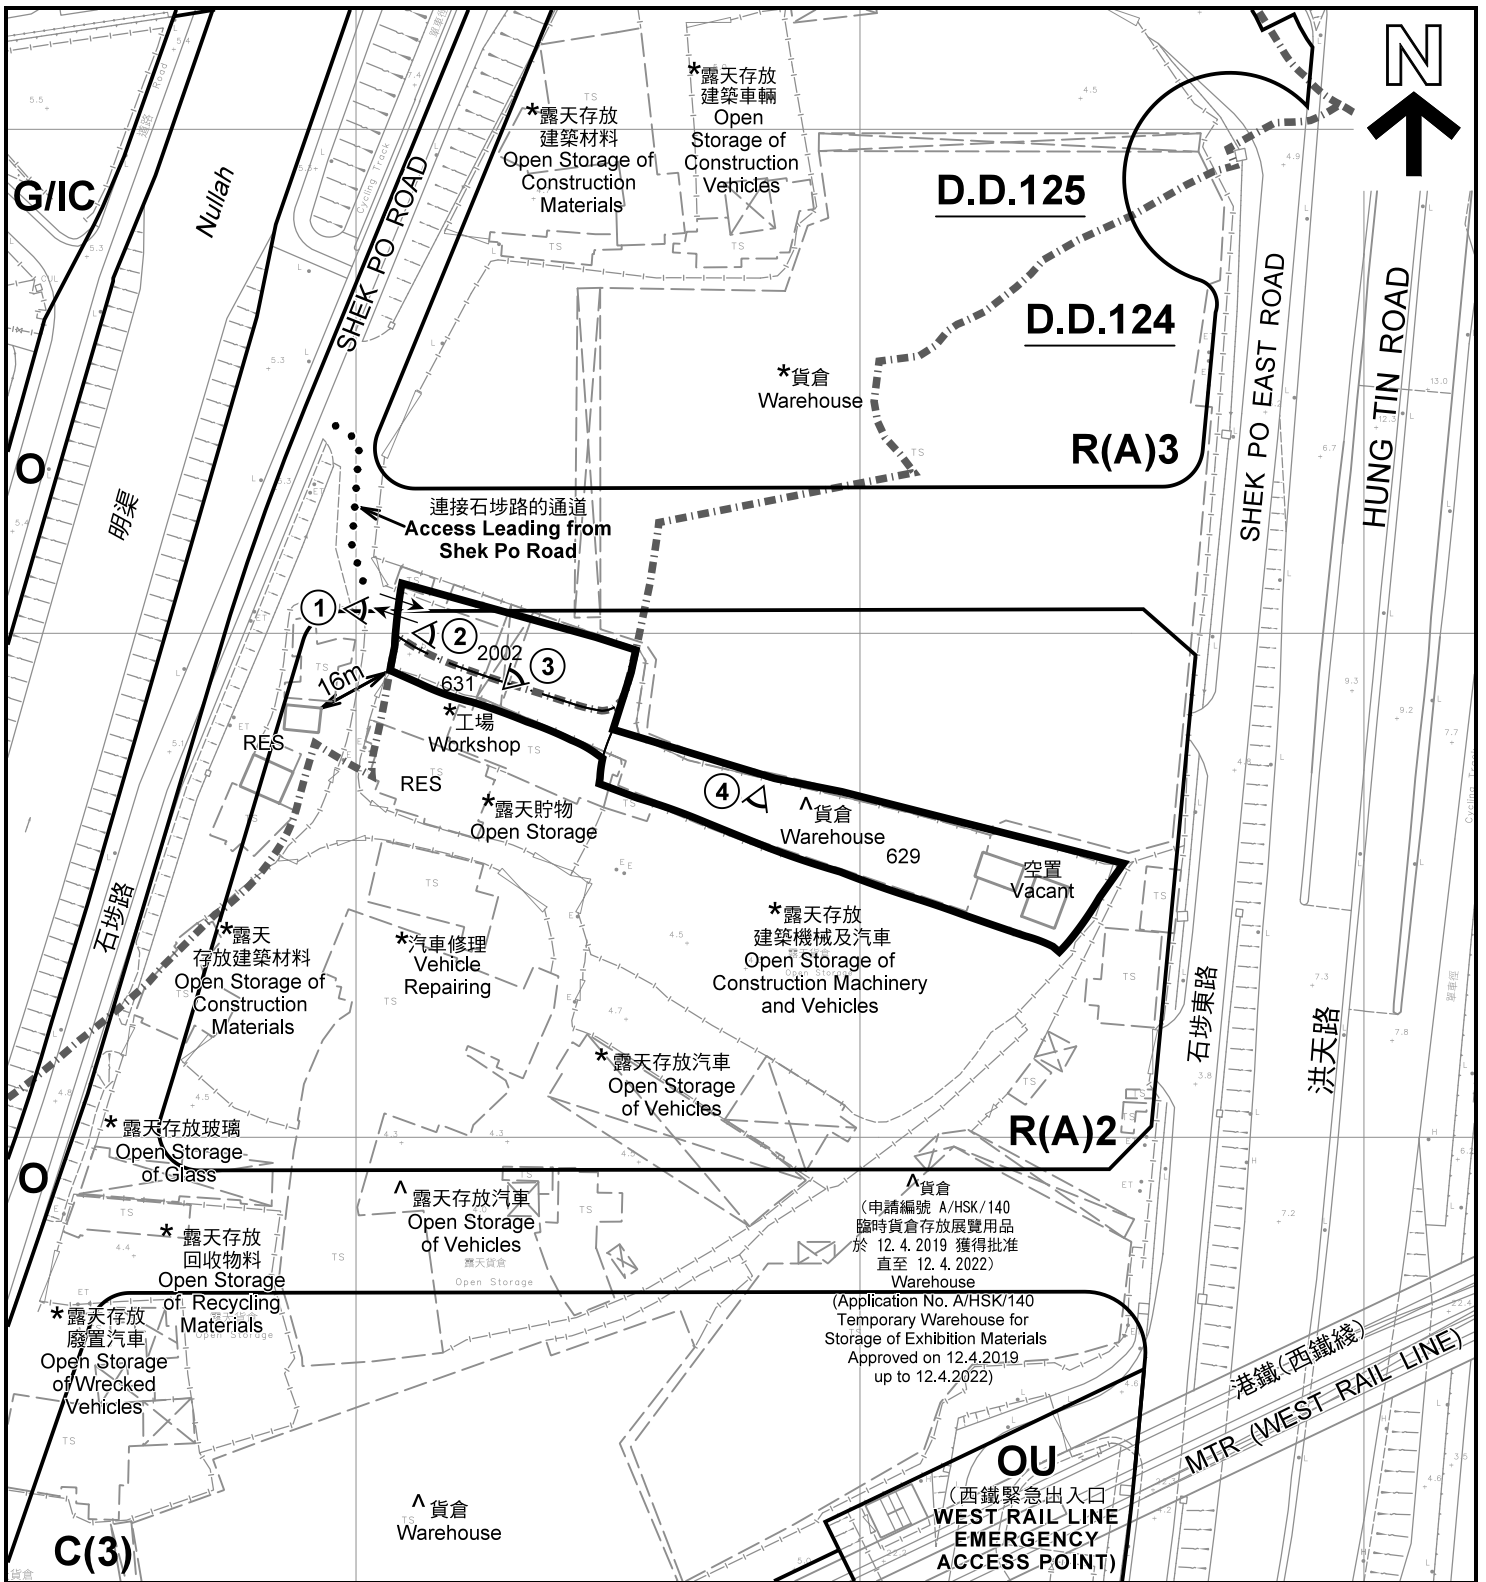 N
G/IC
Nullah
明渠
SHEK PO ROAD
Cycling Track
*露天存放
建築材料
Open Storage of
Construction
Materials
*露天存放
建築車輛
Open
Storage of
Construction
Vehicles
D.D.125
D.D.124
*貨倉
Warehouse
R(A)3
SHEK PO EAST ROAD
HUNG TIN ROAD
O
連接石埗路的通道
Access Leading from
Shek Po Road
1
2
2002
3
631
16m
RES
*工場
Workshop
RES
*露天貯物
Open Storage
4
^貨倉
Warehouse
629
空置
Vacant
石埗路
*露天
存放建築材料
Open Storage of
Construction
Materials
*汽車修理
Vehicle
Repairing
*露天存放
建築機械及汽車
Open Storage of
Construction Machinery
and Vehicles
石埗東路
洪天路
*露天存放汽車
Open Storage
of Vehicles
R(A)2
*露天存放玻璃
Open Storage
of Glass
O
^露天存放汽車
Open Storage
of Vehicles
露天貨倉
Open Storage
*露天存放
回收物料
Open Storage
of Recycling
Materials
^貨倉
(申請編號 A/HSK/140
臨時貨倉存放展覽用品
於 12.4.2019 獲得批准
直至 12.4.2022)
Warehouse
(Application No. A/HSK/140
Temporary Warehouse for
Storage of Exhibition Materials
Approved on 12.4.2019
up to 12.4.2022)
*露天存放
廢置汽車
Open Storage
of Wrecked
Vehicles
港鐵(西鐵綫)
MTR (WEST RAIL LINE)
OU
(西鐵緊急出入口
WEST RAIL LINE
EMERGENCY
ACCESS POINT)
^貨倉
Warehouse
C(3)
貨倉